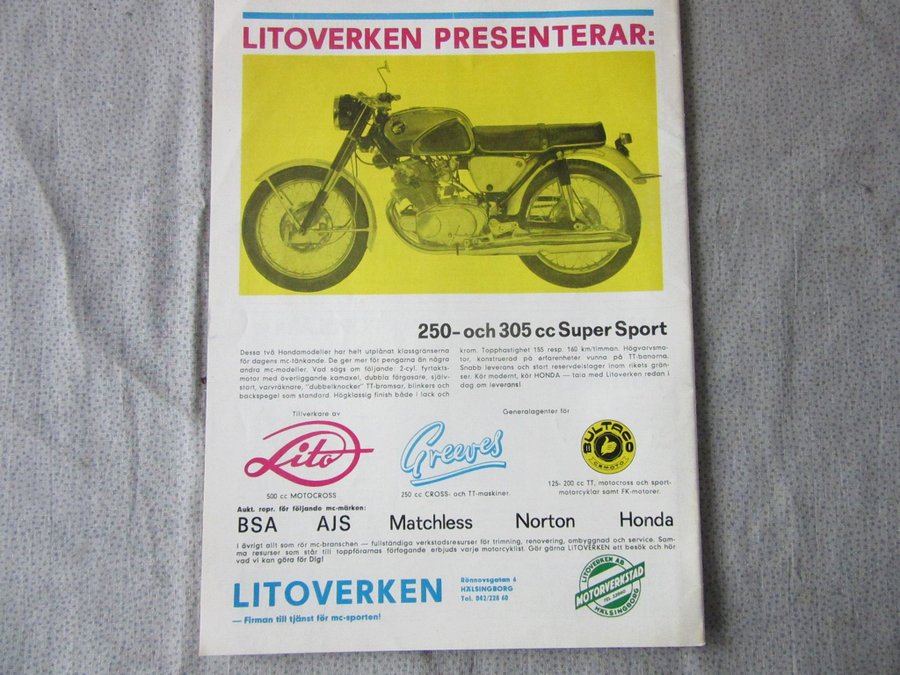 LITOVERKEN PRESENTERAR:
250- och 305 cc Super Sport
Dessa två Hondamodeller har helt utplånat klassgränserna
för dagens mc-tänkande. De ger mer för pengarna än några
andra mc-modeller. Vad sägs om följande: 2-cyl. fyrtakts-
motor med överliggande kamaxel, dubbla förgasare, själv-
start, varvräknare, "dubbelknocker" TT-bromsar, blinkers och
backspegel som standard. Högklassig finish både i lack och
krom. Topphastighet 155 resp. 160 km/timman. Högvarvsmo-
tor, konstruerad på erfarenheter vunna på TT-banorna.
Snabb leverans och stort reservdelslager inom rikets grän-
ser. Kör modernt, kör HONDA — tala med Litoverken redan i
dag om leverans!
Tillverkare av
Lito
500 cc MOTOCROSS
Generalagenter för
Greeves
250 cc CROSS- och TT-maskiner
BULTACO
CEMOTO
125- 200 cc TT, motocross och sport-
motorcyklar samt FK-motorer.
Aukt. repr. för följande mc-märken:
BSA AJS Matchless Norton Honda
I övrigt allt som rör mc-branschen — fullständiga verkstadsresurser för trimning, renovering, ombyggnad och service. Sam-
ma resurser som står till toppförarnas förfogande erbjuds varje motorcyklist. Gör gärna LITOVERKEN ett besök och hör
vad vi kan göra för Dig!
LITOVERKEN
— Firman till tjänst för mc-sporten!
Rönnovsgatan 4
HÄLSINGBORG
Tel. 042/228 60
LITOVERKEN AB
MOTORVERKSTAD
HÄLSINGBORG